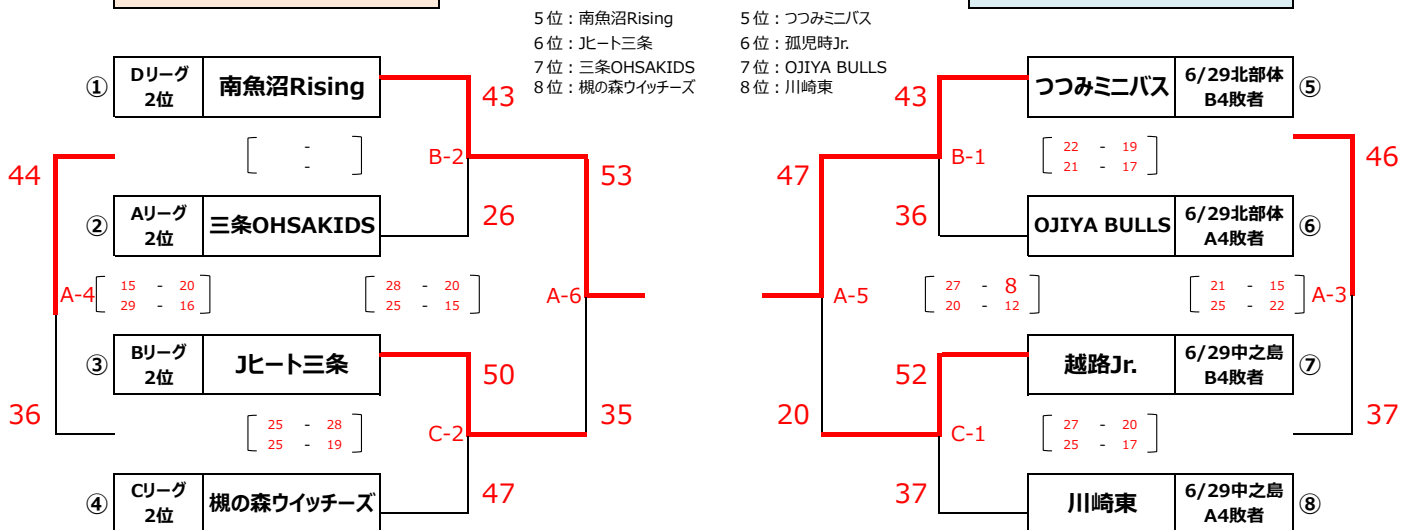 5位：南魚沼Rising 5位：つつみミニバス
6位：Jヒート三条 6位：孤児時Jr.
7位：三条OHSAKIDS 7位：OJIYA BULLS
8位：槻の森ウイッチーズ 8位：川崎東
① Dリーグ 2位 南魚沼Rising 43 43 つつみミニバス 6/29北部体 B4敗者 ⑤
44 [ - - ] B-2 53 47 B-1 [ 22 - 19 21 - 17 ] 46
② Aリーグ 2位 三条OHSAKIDS 26 36 OJIYA BULLS 6/29北部体 A4敗者 ⑥
A-4 [ 15 - 20 29 - 16 ] [ 28 - 20 25 - 15 ] A-6 A-5 [ 27 - 8 20 - 12 ] [ 21 - 15 25 - 22 ] A-3
③ Bリーグ 2位 Jヒート三条 50 52 越路Jr. 6/29中之島 B4敗者 ⑦
36 [ 25 - 28 25 - 19 ] C-2 35 20 C-1 [ 27 - 20 25 - 17 ] 37
④ Cリーグ 2位 槻の森ウイッチーズ 47 37 川崎東 6/29中之島 A4敗者 ⑧